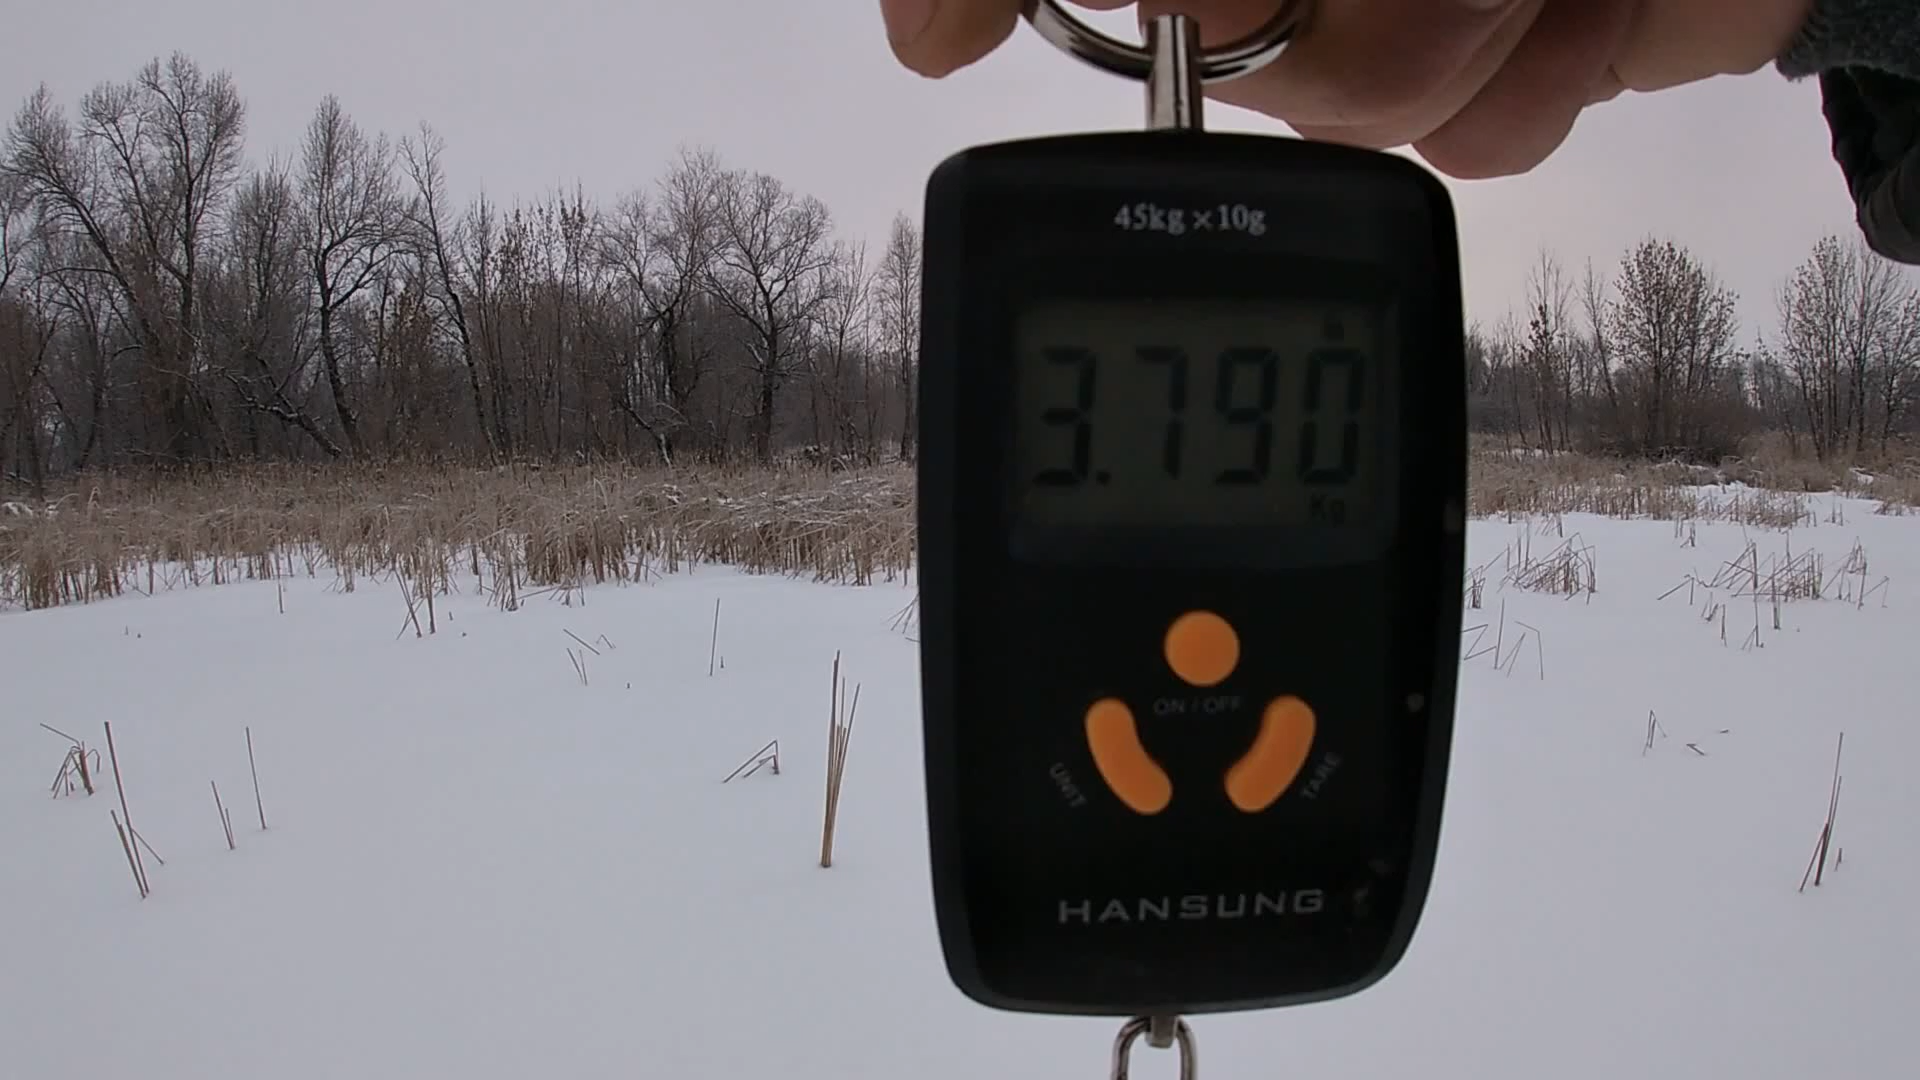 45kg × 10g
3.790
Kg
ON / OFF
UNIT
TARE
HANSUNG